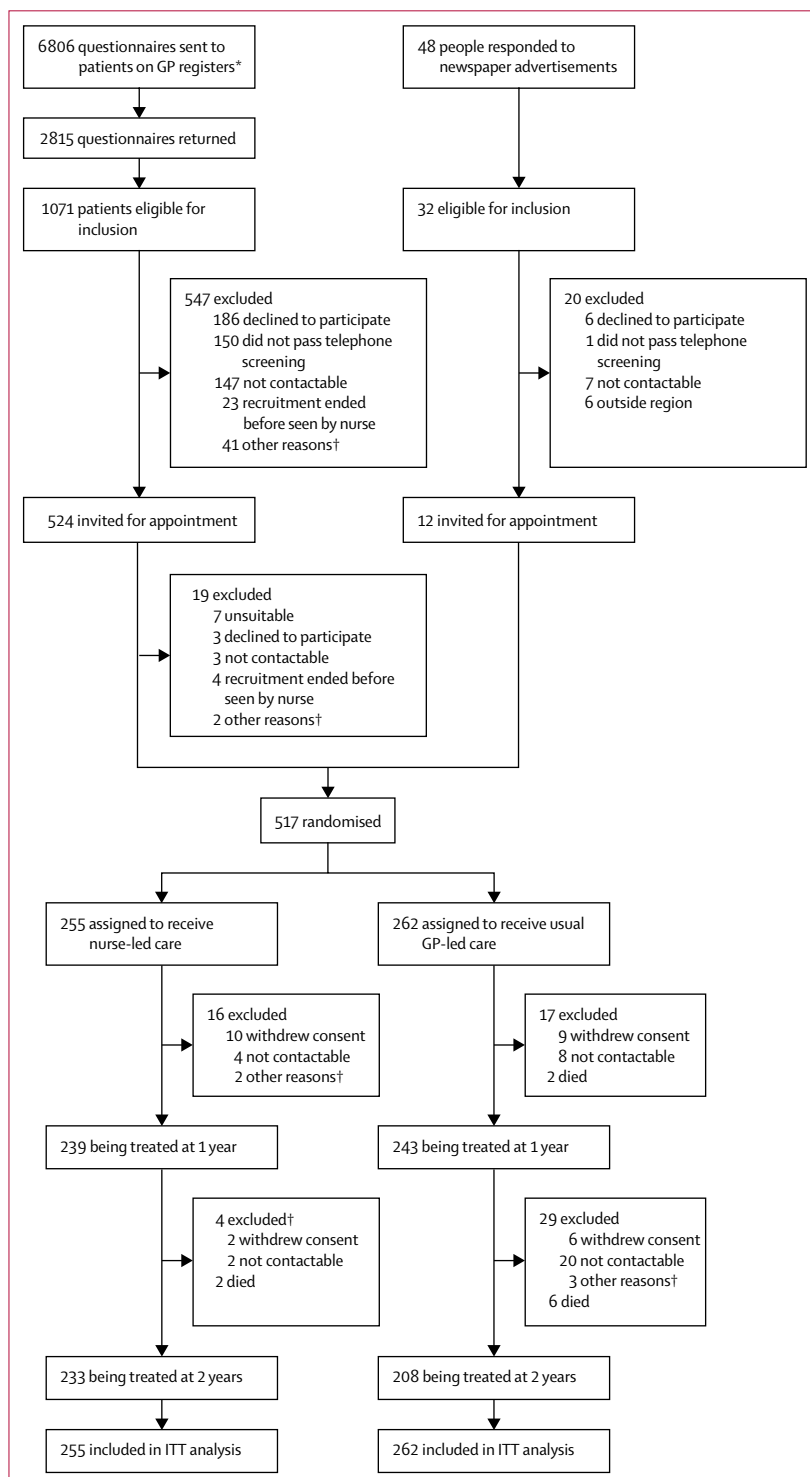 6806 questionnaires sent to
patients on GP registers*
48 people responded to
newspaper advertisements
2815 questionnaires returned
1071 patients eligible for
inclusion
32 eligible for inclusion
547 excluded
186 declined to participate
150 did not pass telephone
screening
147 not contactable
23 recruitment ended
before seen by nurse
41 other reasons†
20 excluded
6 declined to participate
1 did not pass telephone
screening
7 not contactable
6 outside region
524 invited for appointment
12 invited for appointment
19 excluded
7 unsuitable
3 declined to participate
3 not contactable
4 recruitment ended before
seen by nurse
2 other reasons†
517 randomised
255 assigned to receive
nurse-led care
262 assigned to receive usual
GP-led care
16 excluded
10 withdrew consent
4 not contactable
2 other reasons†
17 excluded
9 withdrew consent
8 not contactable
2 died
239 being treated at 1 year
243 being treated at 1 year
4 excluded†
2 withdrew consent
2 not contactable
2 died
29 excluded
6 withdrew consent
20 not contactable
3 other reasons†
6 died
233 being treated at 2 years
208 being treated at 2 years
255 included in ITT analysis
262 included in ITT analysis